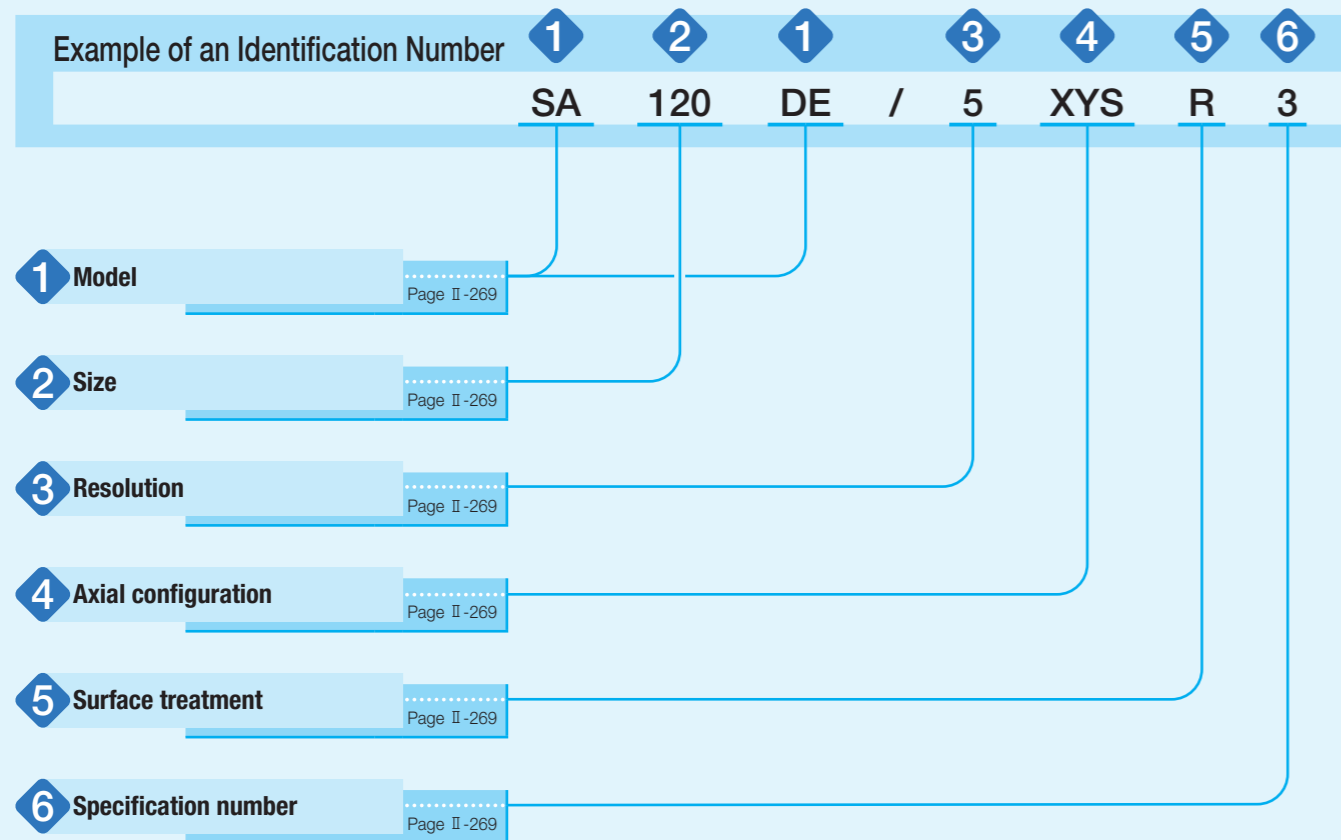 Example of an Identification Number 1 2 1 3 4 5 6
SA 120 DE / 5 XYS R 3
1 Model
Page Ⅱ-269
2 Size
Page Ⅱ-269
3 Resolution
Page Ⅱ-269
4 Axial configuration
Page Ⅱ-269
5 Surface treatment
Page Ⅱ-269
6 Specification number
Page Ⅱ-269